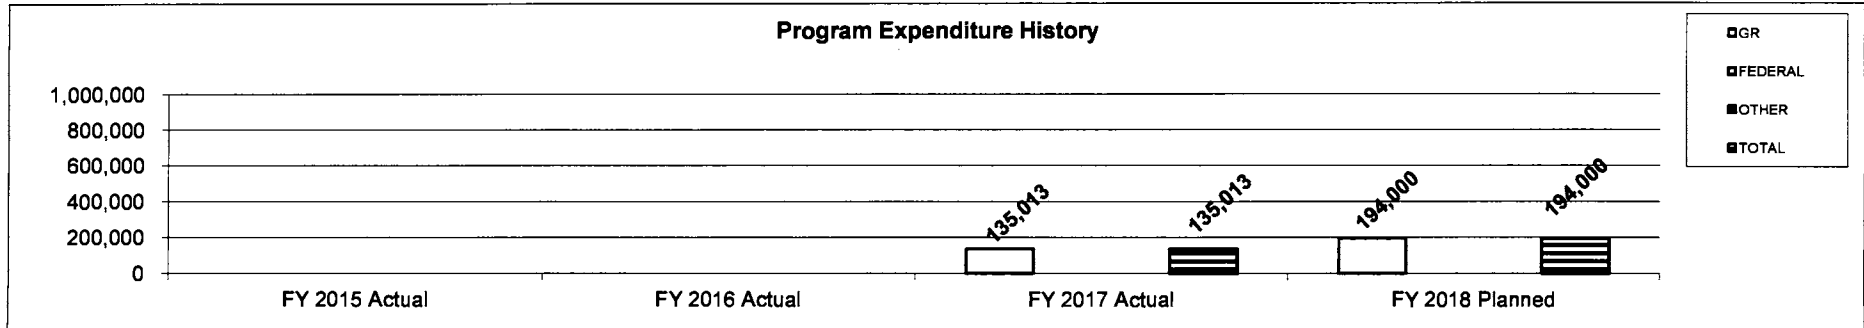 Program Expenditure History
GR
FEDERAL
OTHER
TOTAL
1,000,000
800,000
600,000
400,000
200,000
0
135,013
135,013
194,000
194,000
FY 2015 Actual
FY 2016 Actual
FY 2017 Actual
FY 2018 Planned